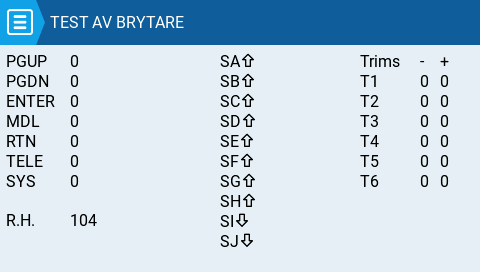 TEST AV BRYTARE
PGUP 0 SA⇧ Trims - +
PGDN 0 SB⇧ T1 0 0
ENTER 0 SC⇧ T2 0 0
MDL 0 SD⇧ T3 0 0
RTN 0 SE⇧ T4 0 0
TELE 0 SF⇧ T5 0 0
SYS 0 SG⇧ T6 0 0
SH⇧
R.H. 104 SI⇩
SJ⇩